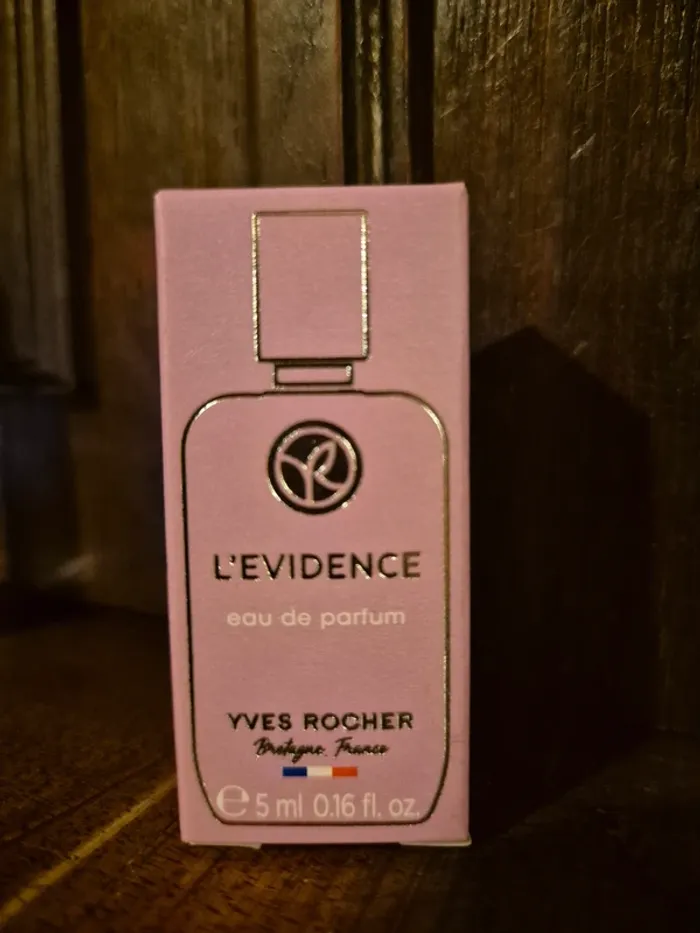 L'EVIDENCE
eau de parfum
YVES ROCHER
Bretagne, France
℮ 5 ml 0.16 fl. oz.